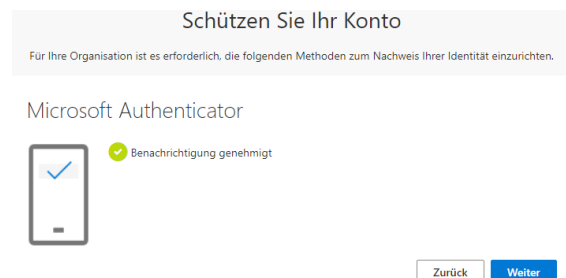 Schützen Sie Ihr Konto
Für Ihre Organisation ist es erforderlich, die folgenden Methoden zum Nachweis Ihrer Identität einzurichten.
Microsoft Authenticator
Benachrichtigung genehmigt
Zurück Weiter